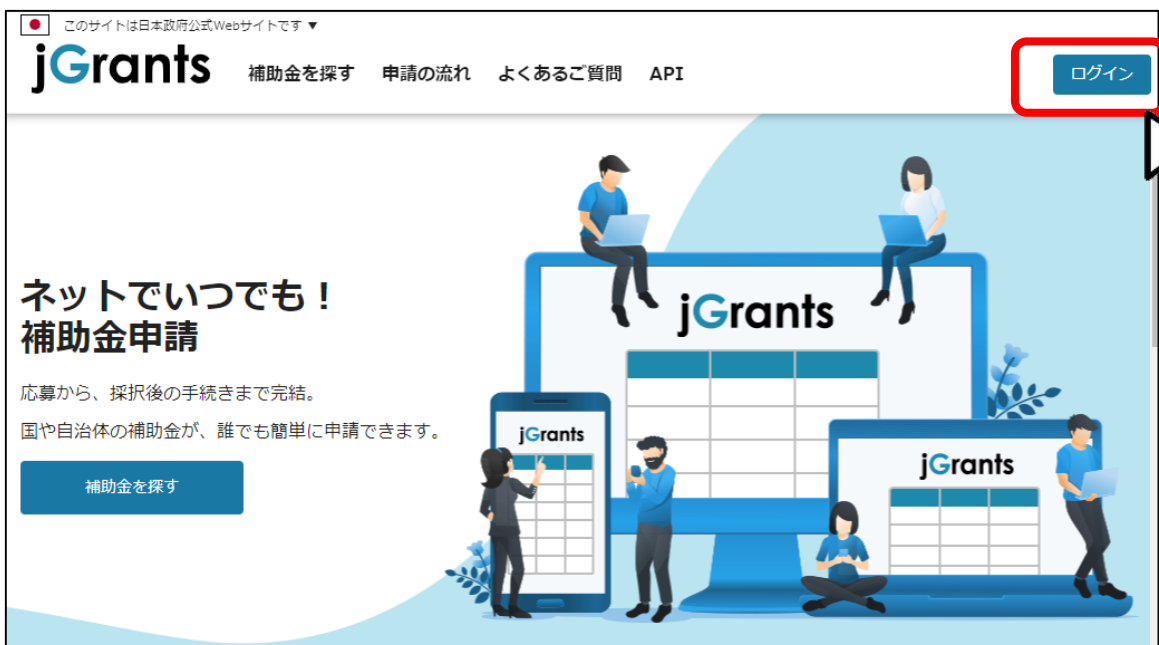 このサイトは日本政府公式Webサイトです ▼
jGrants 補助金を探す 申請の流れ よくあるご質問 API ログイン
jGrants
ネットでいつでも！
補助金申請
応募から、採択後の手続きまで完結。
国や自治体の補助金が、誰でも簡単に申請できます。
jGrants
jGrants
補助金を探す